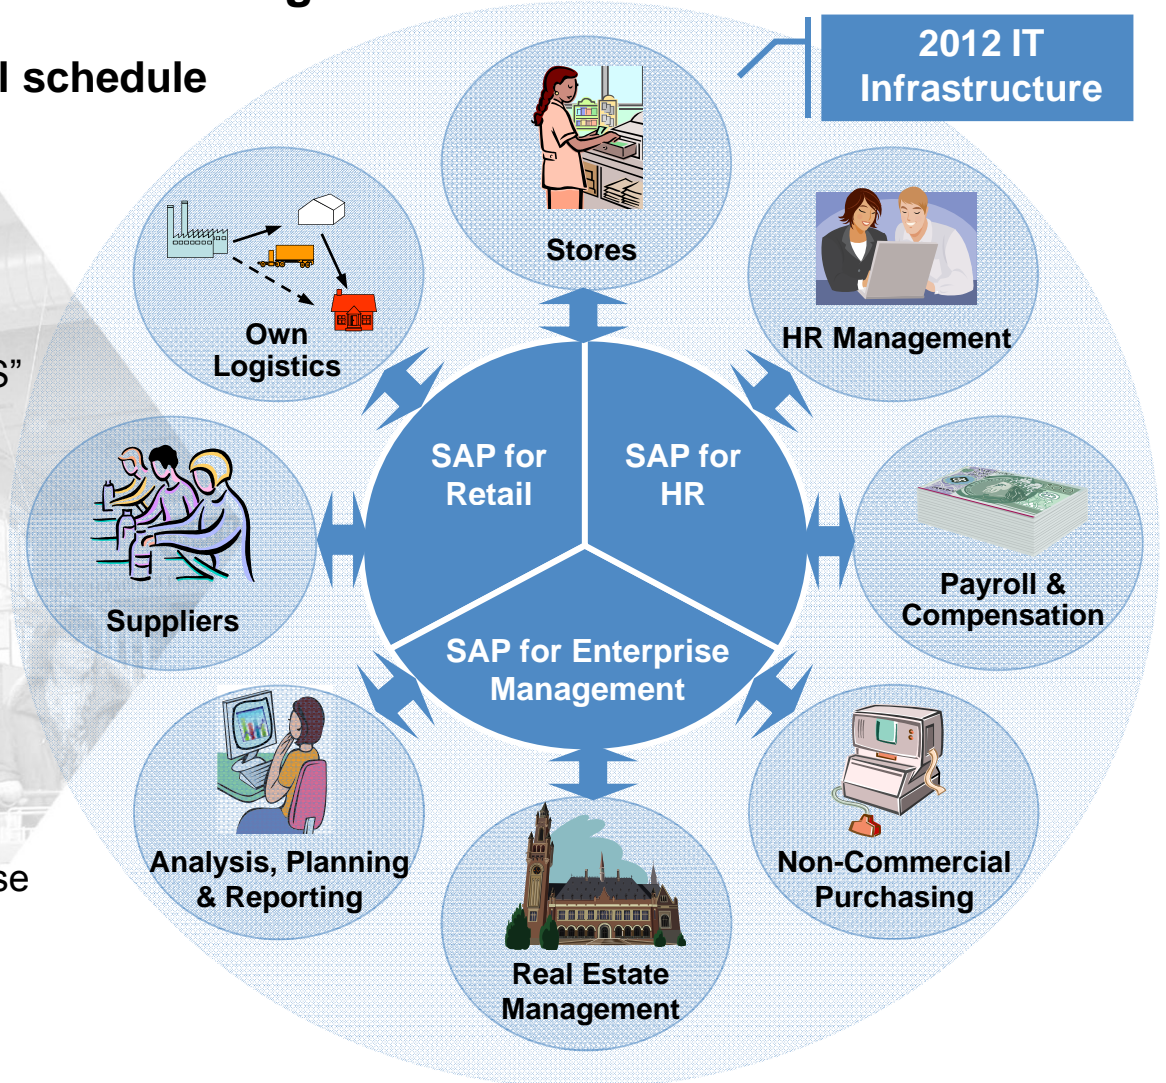 l schedule
2012 IT
Infrastructure
Stores
HR Management
Own
Logistics
S”
SAP for
Retail
SAP for
HR
Payroll &
Compensation
Suppliers
SAP for Enterprise
Management
Analysis, Planning
& Reporting
Non-Commercial
Purchasing
se
Real Estate
Management